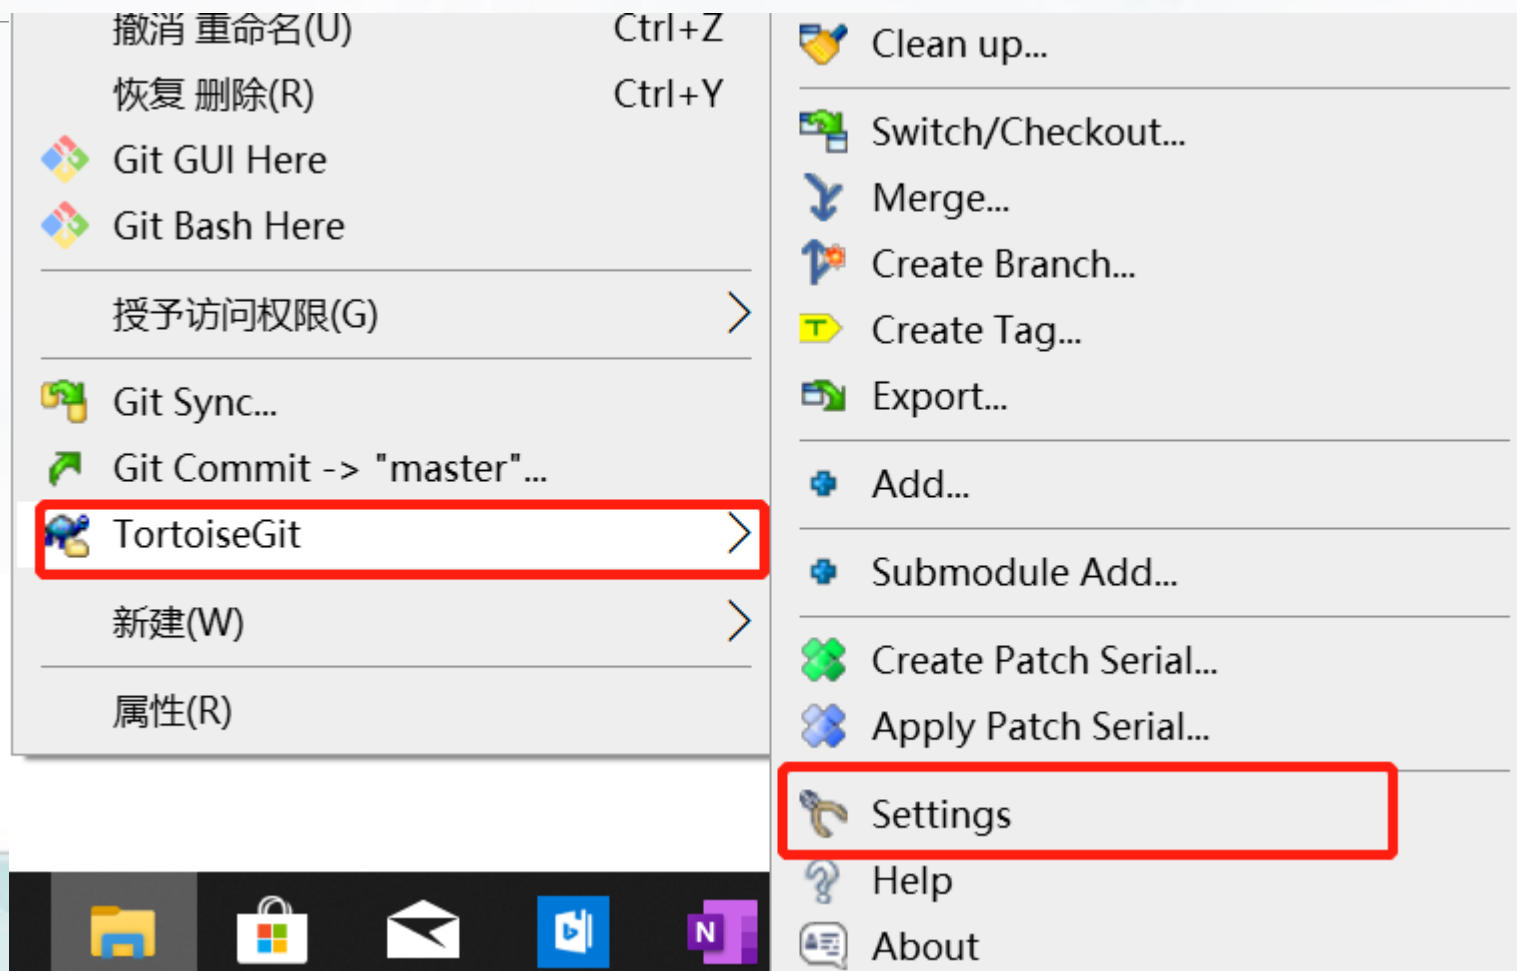 撤消 重命名(U) Ctrl+Z
恢复 删除(R) Ctrl+Y
Git GUI Here
Git Bash Here
授予访问权限(G)
Git Sync...
Git Commit -> "master"...
TortoiseGit
新建(W)
属性(R)
Clean up...
Switch/Checkout...
Merge...
Create Branch...
T
Create Tag...
Export...
Add...
Submodule Add...
Create Patch Serial...
Apply Patch Serial...
Settings
Help
About
b
N